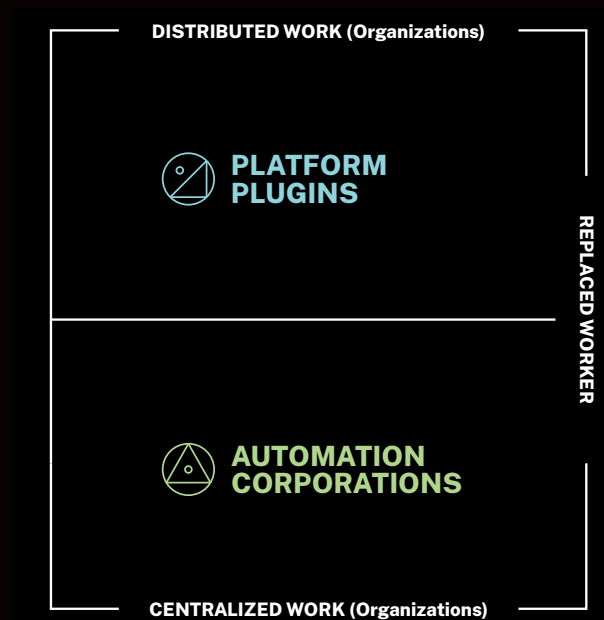 DISTRIBUTED WORK (Organizations)
PLATFORM
PLUGINS
REPLACED WORKER
AUTOMATION
CORPORATIONS
CENTRALIZED WORK (Organizations)